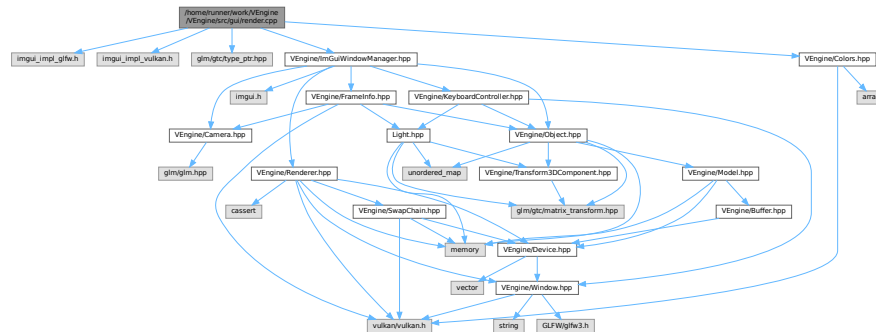 /home/runner/work/VEngine
/VEngine/src/gui/render.cpp
imgui_impl_glfw.h
imgui_impl_vulkan.h
glm/gtc/type_ptr.hpp
VEngine/ImGuiWindowManager.hpp
VEngine/Colors.hpp
imgui.h
VEngine/FrameInfo.hpp
VEngine/KeyboardController.hpp
array
VEngine/Camera.hpp
Light.hpp
VEngine/Object.hpp
glm/glm.hpp
VEngine/Renderer.hpp
unordered_map
VEngine/Transform3DComponent.hpp
VEngine/Model.hpp
cassert
VEngine/SwapChain.hpp
glm/gtc/matrix_transform.hpp
VEngine/Buffer.hpp
memory
VEngine/Device.hpp
vector
VEngine/Window.hpp
vulkan/vulkan.h
string
GLFW/glfw3.h